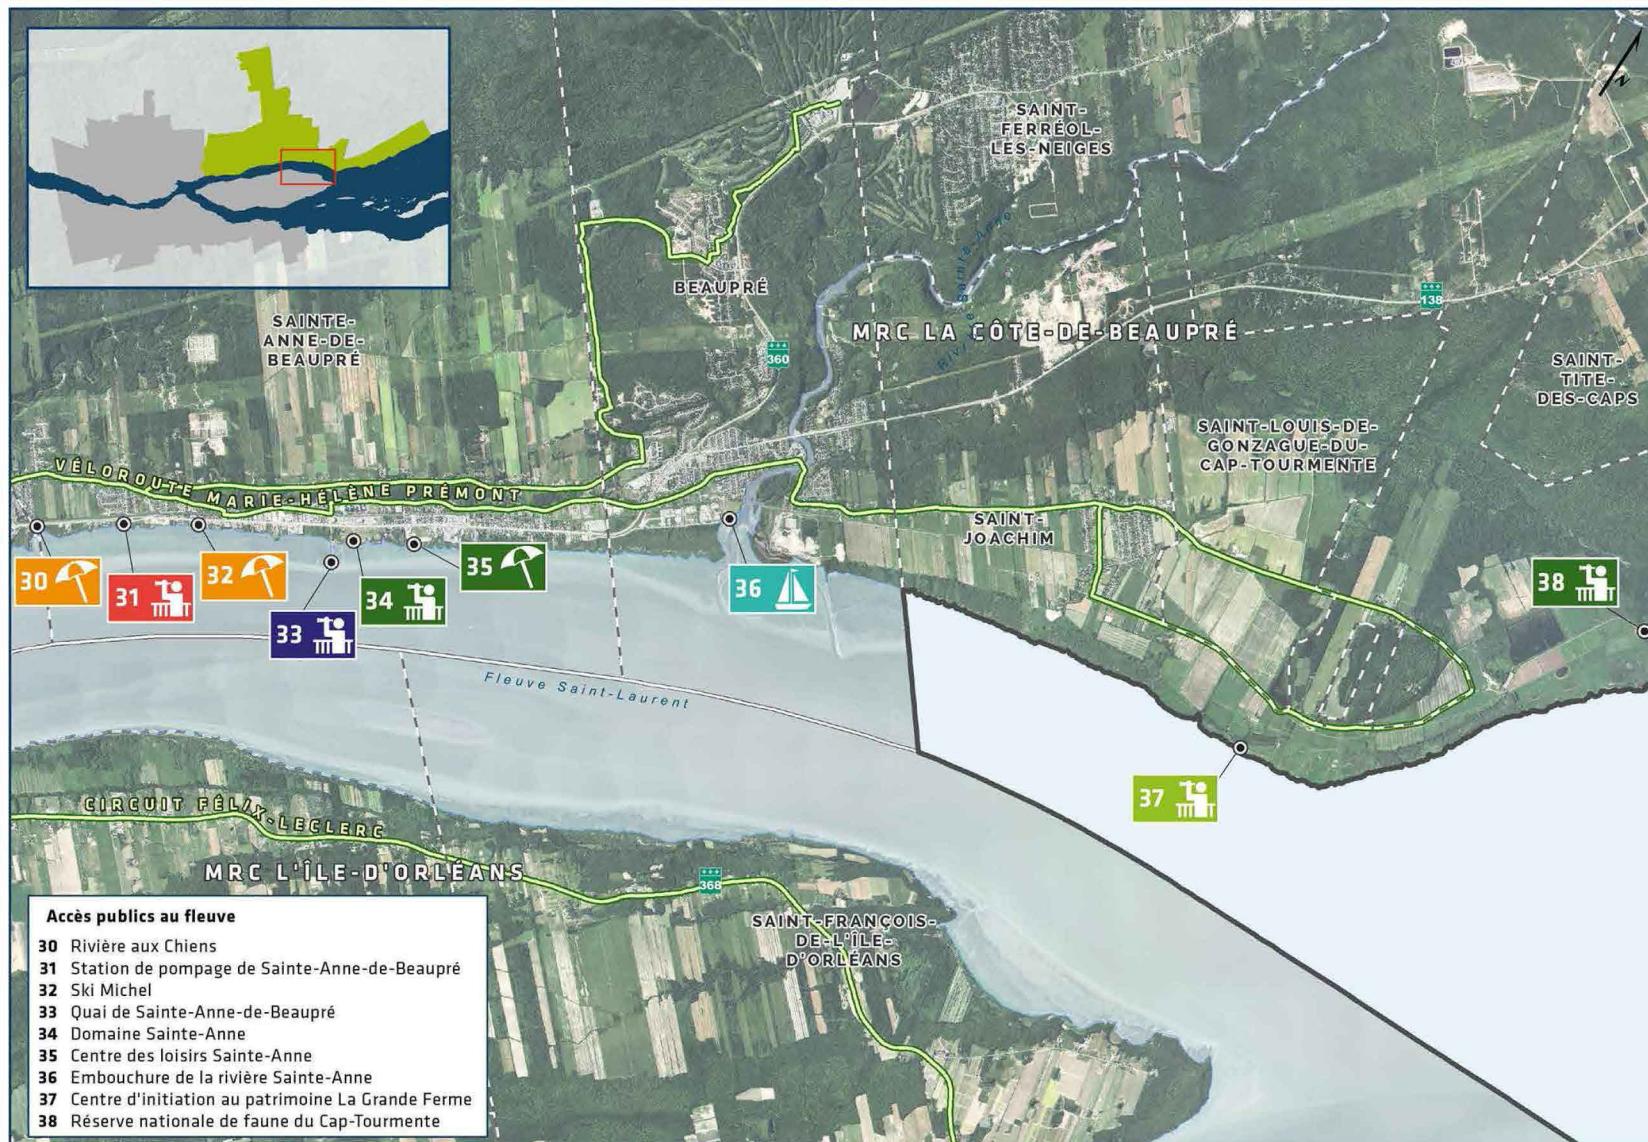 N
SAINT-
FERRÉOL-
LES-NEIGES
BEAUPRÉ
Rivière Sainte-Anne
138
SAINTE-
ANNE-DE-
BEAUPRÉ
MRC LA CÔTE-DE-BEAUPRÉ
360
SAINT-
TITE-
DES-CAPS
SAINT-LOUIS-DE-
GONZAGUE-DU-
CAP-TOURMENTE
VÉLOROUTE MARIE-HÉLÈNE PRÉMONT
SAINT-
JOACHIM
30
31
32
33
34
35
36
38
Fleuve Saint-Laurent
37
CIRCUIT FÉLIX-LECLERC
MRC L'ÎLE-D'ORLÉANS
368
SAINT-FRANÇOIS-
DE-L'ÎLE-
D'ORLÉANS
Accès publics au fleuve
30 Rivière aux Chiens
31 Station de pompage de Sainte-Anne-de-Beaupré
32 Ski Michel
33 Quai de Sainte-Anne-de-Beaupré
34 Domaine Sainte-Anne
35 Centre des loisirs Sainte-Anne
36 Embouchure de la rivière Sainte-Anne
37 Centre d'initiation au patrimoine La Grande Ferme
38 Réserve nationale de faune du Cap-Tourmente